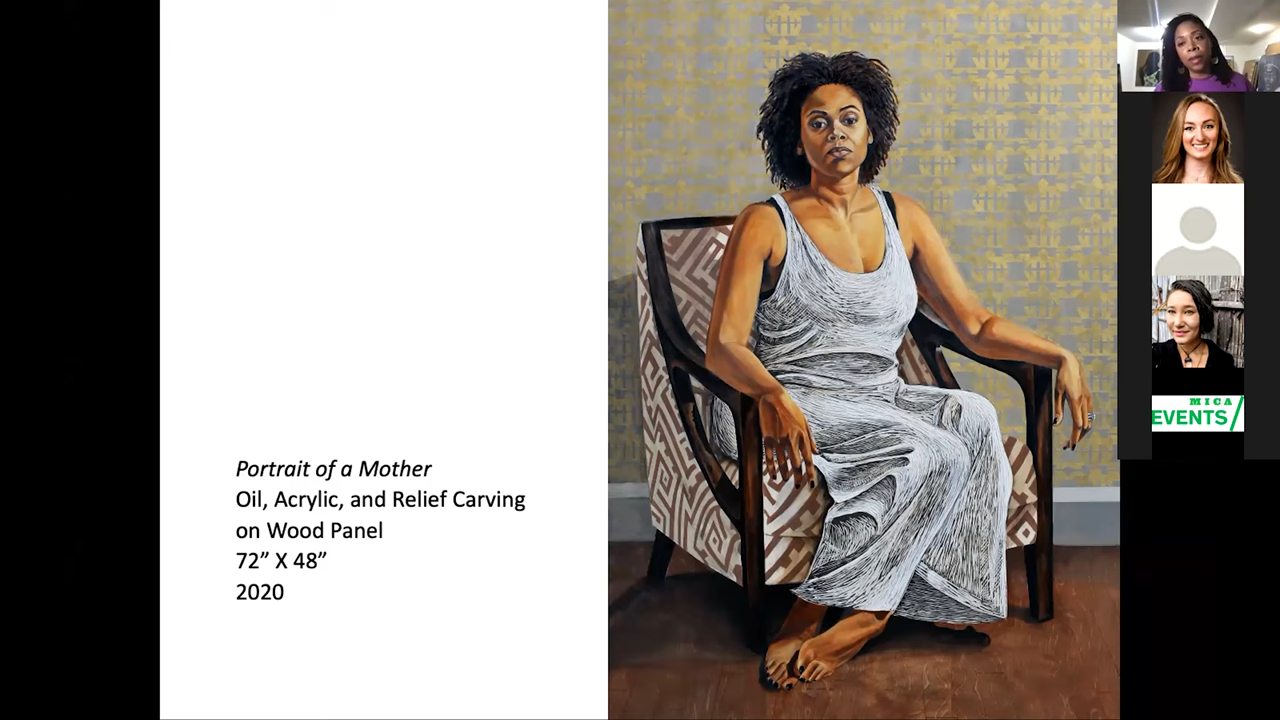 Portrait of a Mother
Oil, Acrylic, and Relief Carving
on Wood Panel
72” X 48”
2020
MICA
EVENTS/